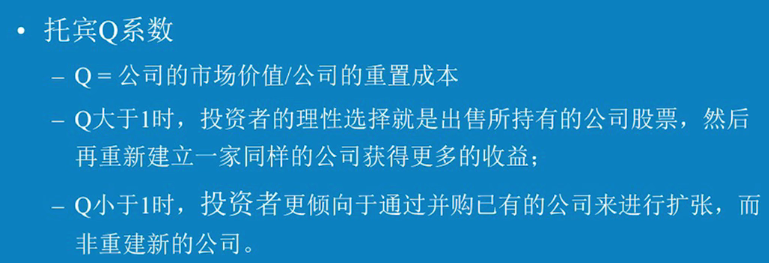 • 托宾Q系数
– Q = 公司的市场价值/公司的重置成本
– Q大于1时，投资者的理性选择就是出售所持有的公司股票，然后
再重新建立一家同样的公司获得更多的收益；
– Q小于1时，投资者更倾向于通过并购已有的公司来进行扩张，而
非重建新的公司。